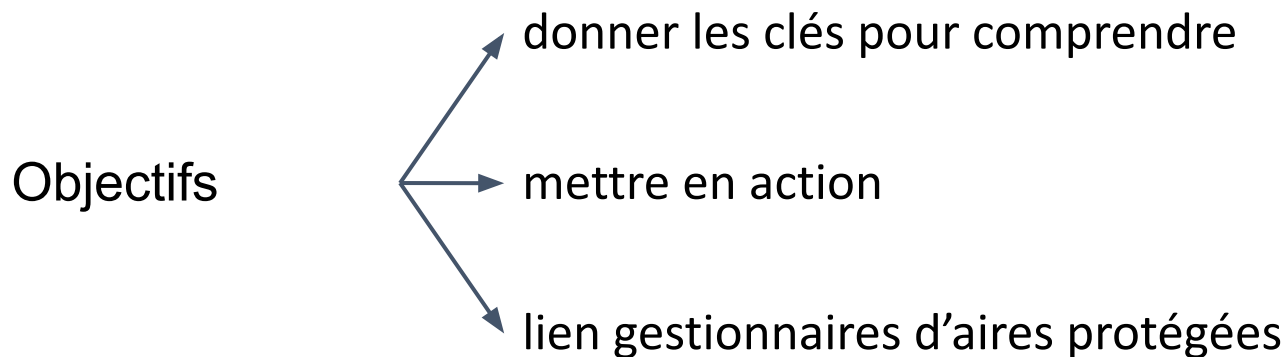 donner les clés pour comprendre
Objectifs
mettre en action
lien gestionnaires d’aires protégées